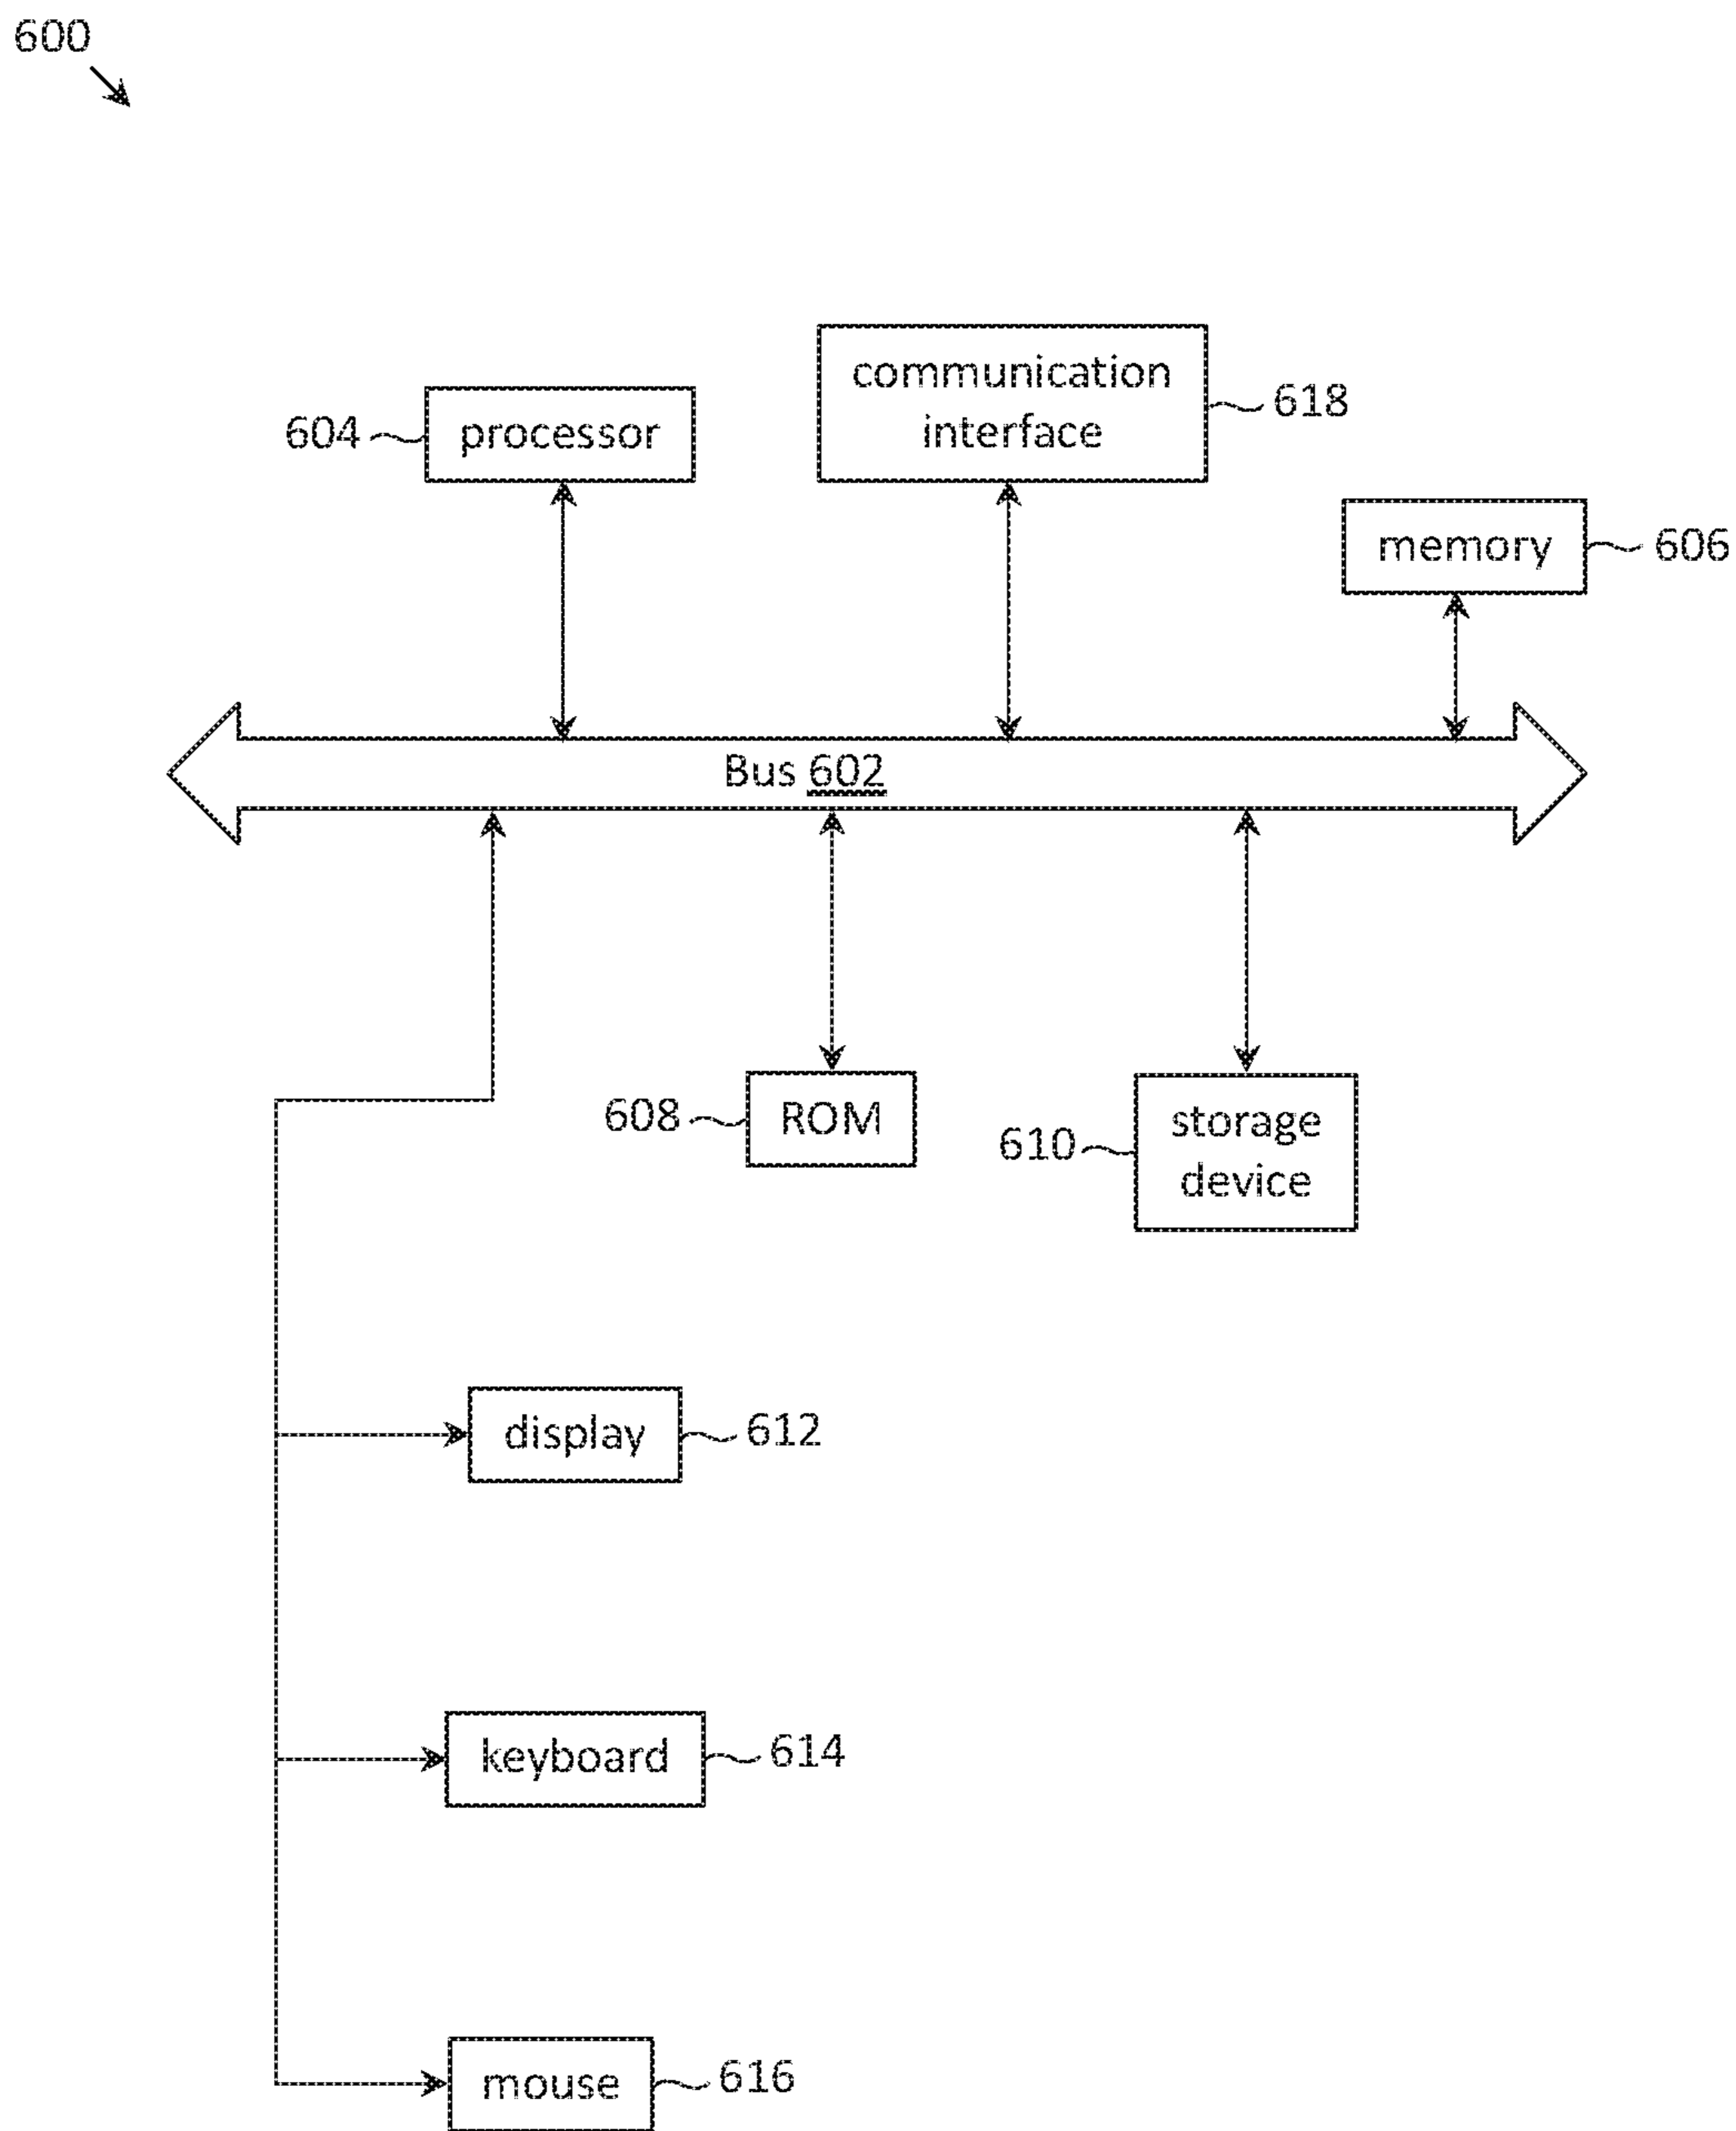 600
communication
interface
618
604
processor
memory
606
Bus 602
608
ROM
610
storage
device
display
612
keyboard
614
mouse
616